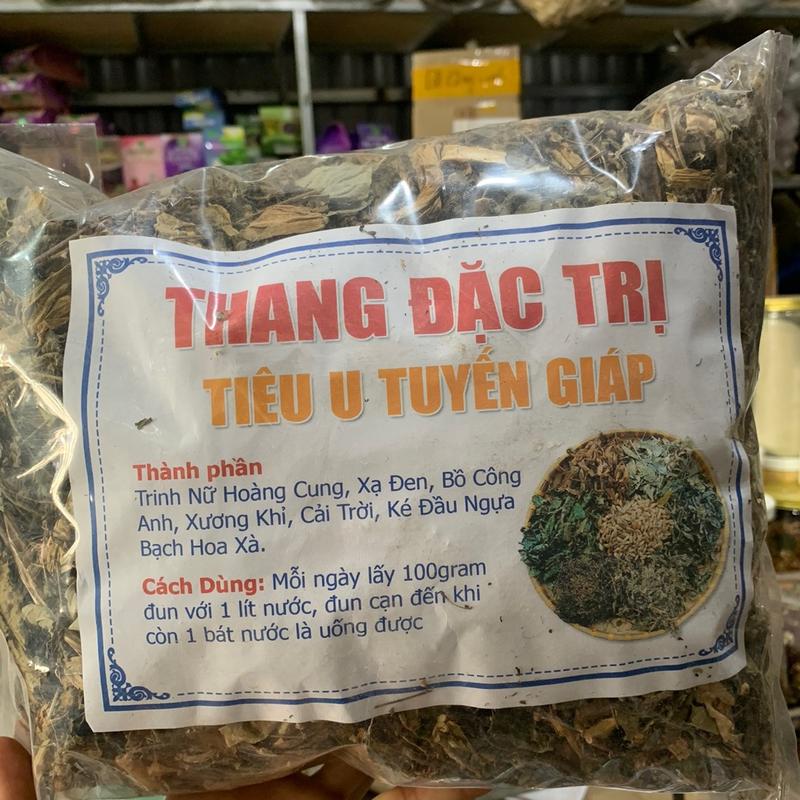 THANG ĐẶC TRỊ
TIÊU U TUYẾN GIÁP
Thành phần
Trinh Nữ Hoàng Cung, Xạ Đen, Bồ Công
Anh, Xương Khỉ, Cải Trời, Ké Đầu Ngựa
Bạch Hoa Xà.
Cách Dùng: Mỗi ngày lấy 100gram
đun với 1 lít nước, đun cạn đến khi
còn 1 bát nước là uống được